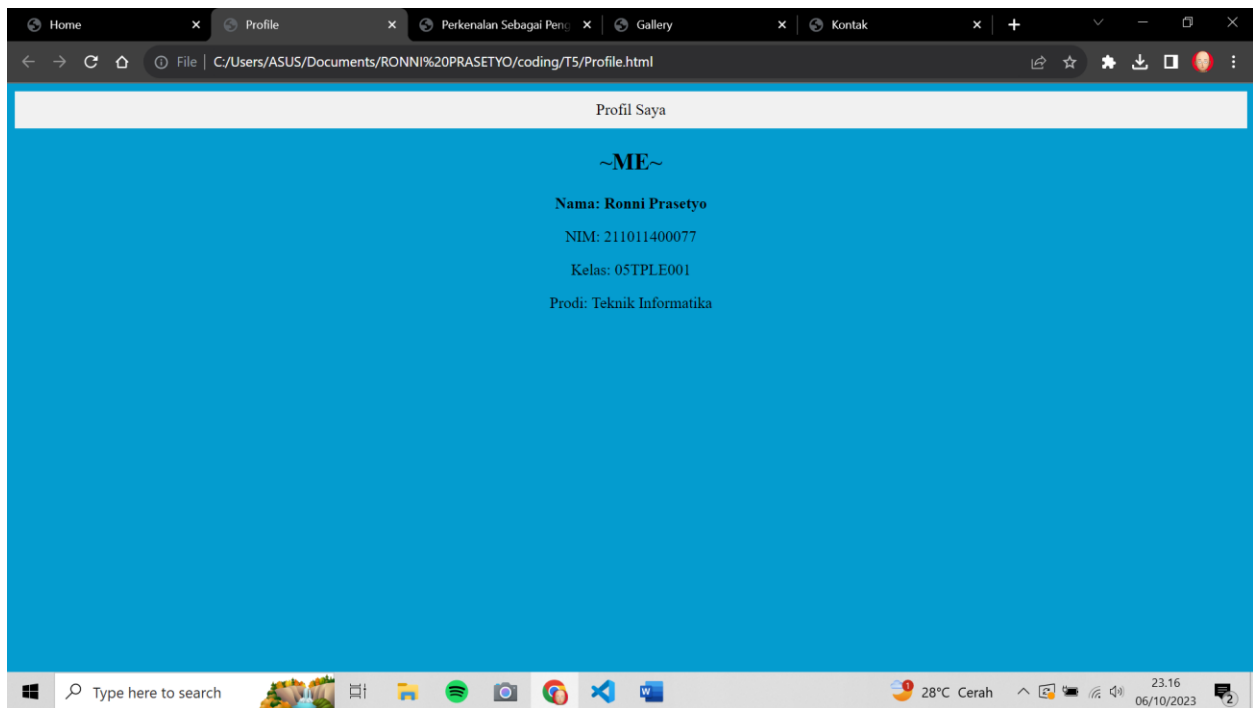 Home
Profile
Perkenalan Sebagai Peng
Gallery
Kontak
File | C:/Users/ASUS/Documents/RONNI%20PRASETYO/coding/T5/Profile.html
Profil Saya
~ME~
Nama: Ronni Prasetyo
NIM: 211011400077
Kelas: 05TPLE001
Prodi: Teknik Informatika
Type here to search
28°C Cerah
23.16
06/10/2023
2